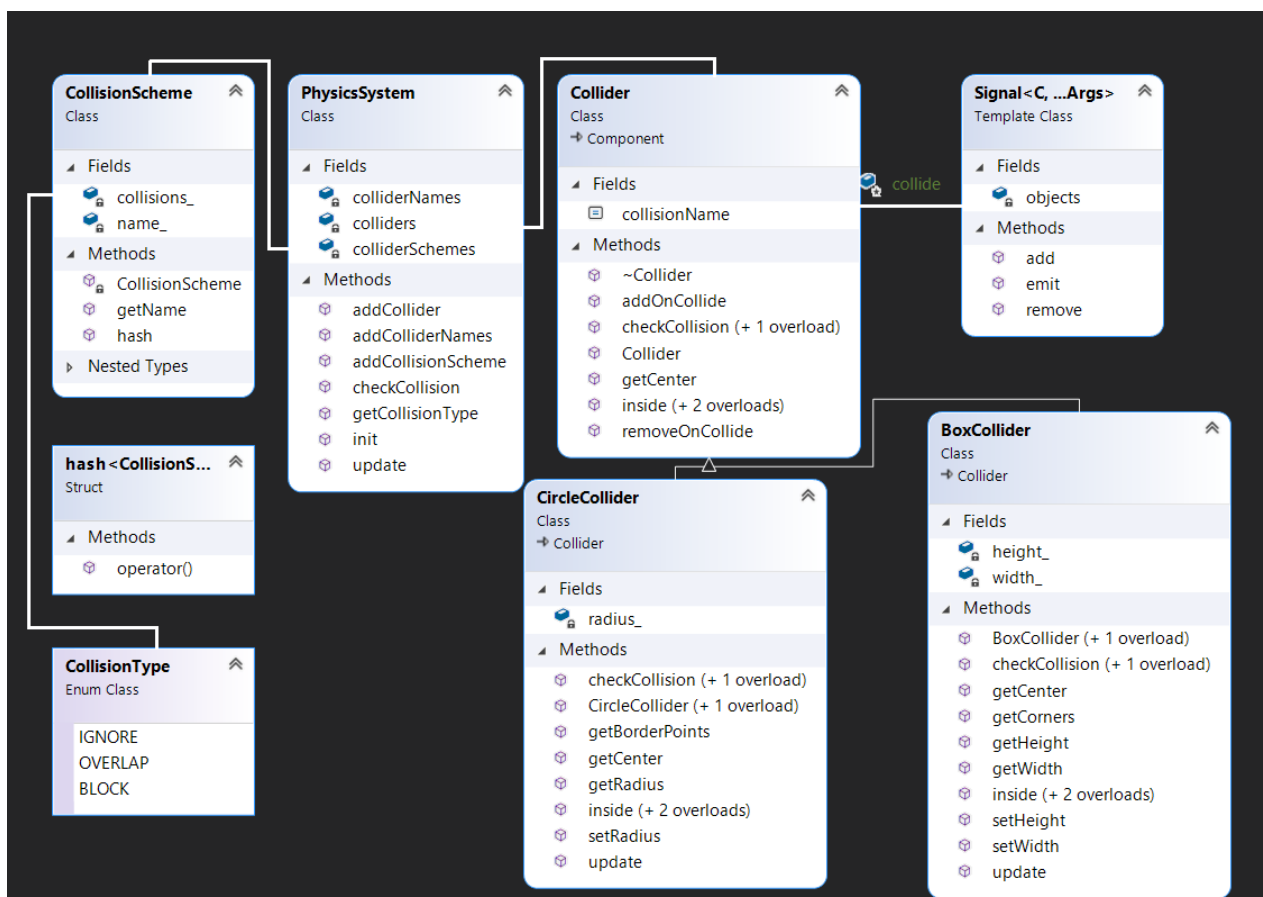 CollisionScheme
Class
Fields
collisions_
name_
Methods
CollisionScheme
getName
hash
Nested Types
PhysicsSystem
Class
Fields
colliderNames
colliders
colliderSchemes
Methods
addCollider
addColliderNames
addCollisionScheme
checkCollision
getCollisionType
init
update
Collider
Class
Component
Fields
collisionName
Methods
~Collider
addOnCollide
checkCollision (+ 1 overload)
Collider
getCenter
inside (+ 2 overloads)
removeOnCollide
collide
Signal<C, ...Args>
Template Class
Fields
objects
Methods
add
emit
remove
hash<CollisionS...
Struct
Methods
operator()
CollisionType
Enum Class
IGNORE
OVERLAP
BLOCK
CircleCollider
Class
Collider
Fields
radius_
Methods
checkCollision (+ 1 overload)
CircleCollider (+ 1 overload)
getBorderPoints
getCenter
getRadius
inside (+ 2 overloads)
setRadius
update
BoxCollider
Class
Collider
Fields
height_
width_
Methods
BoxCollider (+ 1 overload)
checkCollision (+ 1 overload)
getCenter
getCorners
getHeight
getWidth
inside (+ 2 overloads)
setHeight
setWidth
update